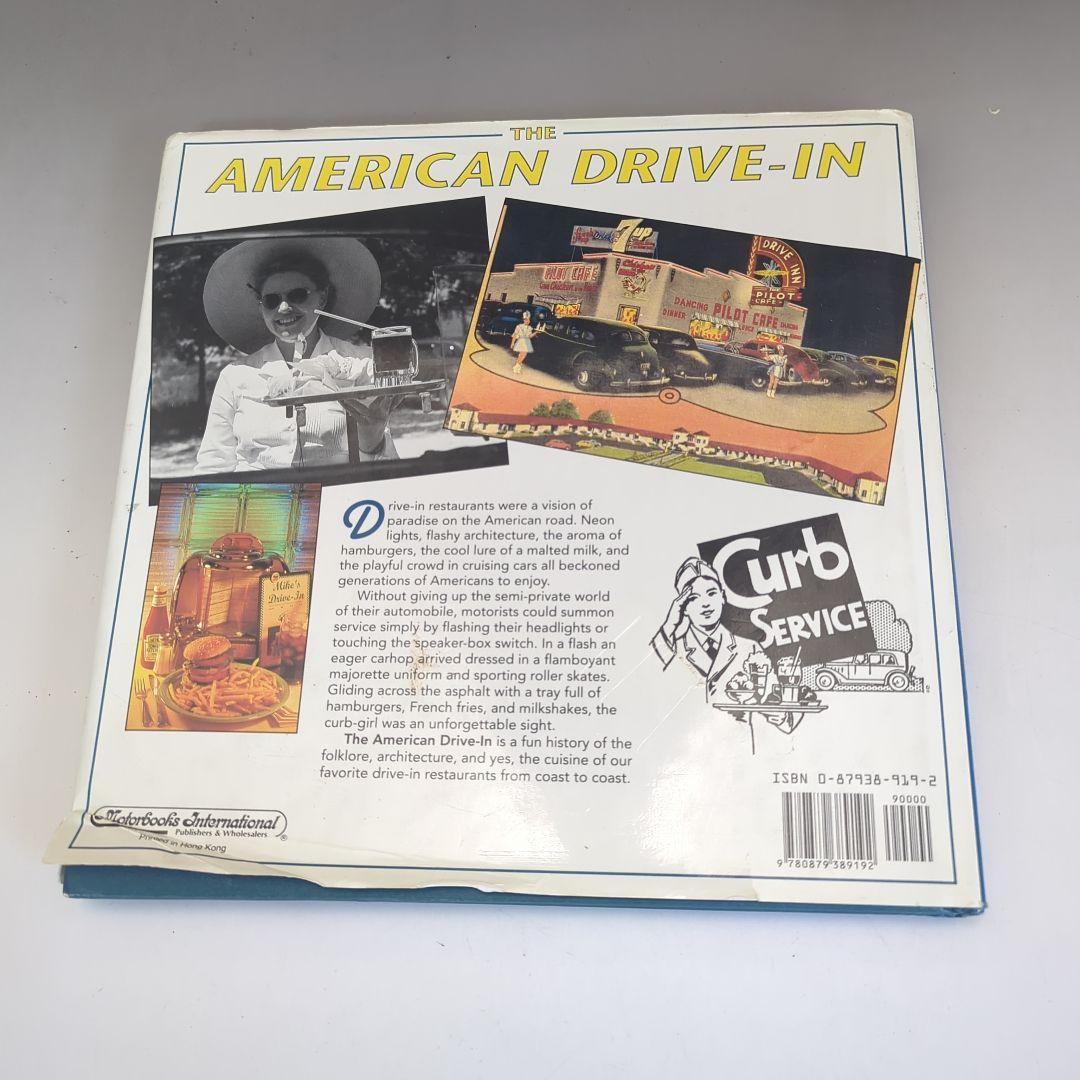 THE
AMERICAN DRIVE-IN
7up
DRIVE INN
PILOT CAFE
PILOT CAFE
DANCING PILOT CAFE DANCING
DINNER
Mike's
Drive-In
Drive-in restaurants were a vision of
paradise on the American road. Neon
lights, flashy architecture, the aroma of
hamburgers, the cool lure of a malted milk, and
the playful crowd in cruising cars all beckoned
generations of Americans to enjoy.
Without giving up the semi-private world
of their automobile, motorists could summon
service simply by flashing their headlights or
touching the speaker-box switch. In a flash an
eager carhop arrived dressed in a flamboyant
majorette uniform and sporting roller skates.
Gliding across the asphalt with a tray full of
hamburgers, French fries, and milkshakes, the
curb-girl was an unforgettable sight.
The American Drive-In is a fun history of the
folklore, architecture, and yes, the cuisine of our
favorite drive-in restaurants from coast to coast.
Curb
SERVICE
ISBN 0-87938-919-2
90000
9 780879 389192
Motorbooks International
Publishers & Wholesalers ®
Printed in Hong Kong